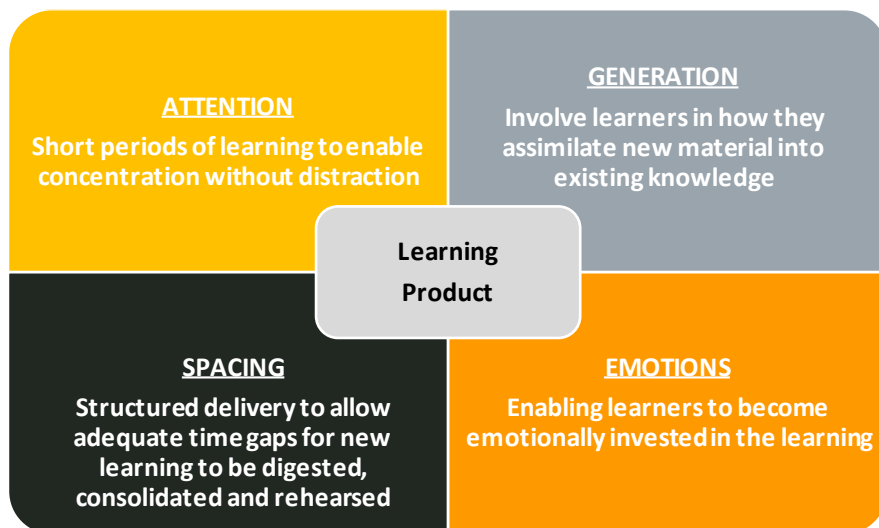 ATTENTION
Short periods of learning to enable
concentration without distraction
GENERATION
Involve learners in how they
assimilate new material into
existing knowledge
Learning
Product
SPACING
Structured delivery to allow
adequate time gaps for new
learning to be digested,
consolidated and rehearsed
EMOTIONS
Enabling learners to become
emotionally invested in the learning